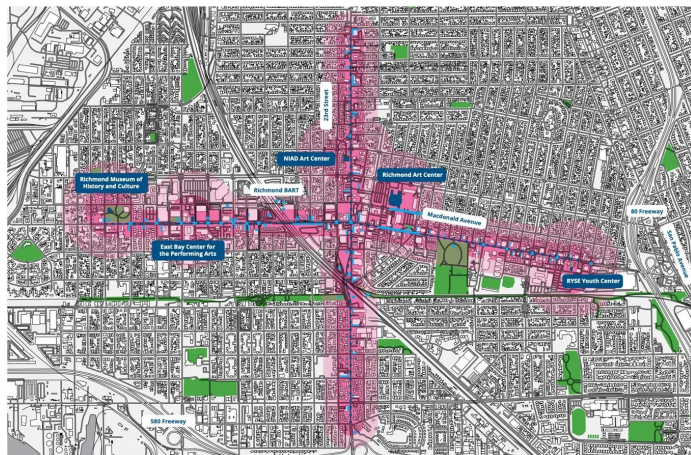 23rd Street
NIAD Art Center
Richmond Art Center
Richmond Museum of
History and Culture
Richmond BART
Macdonald Avenue
80 Freeway
San Pablo Avenue
East Bay Center for
the Performing Arts
RYSE Youth Center
580 Freeway